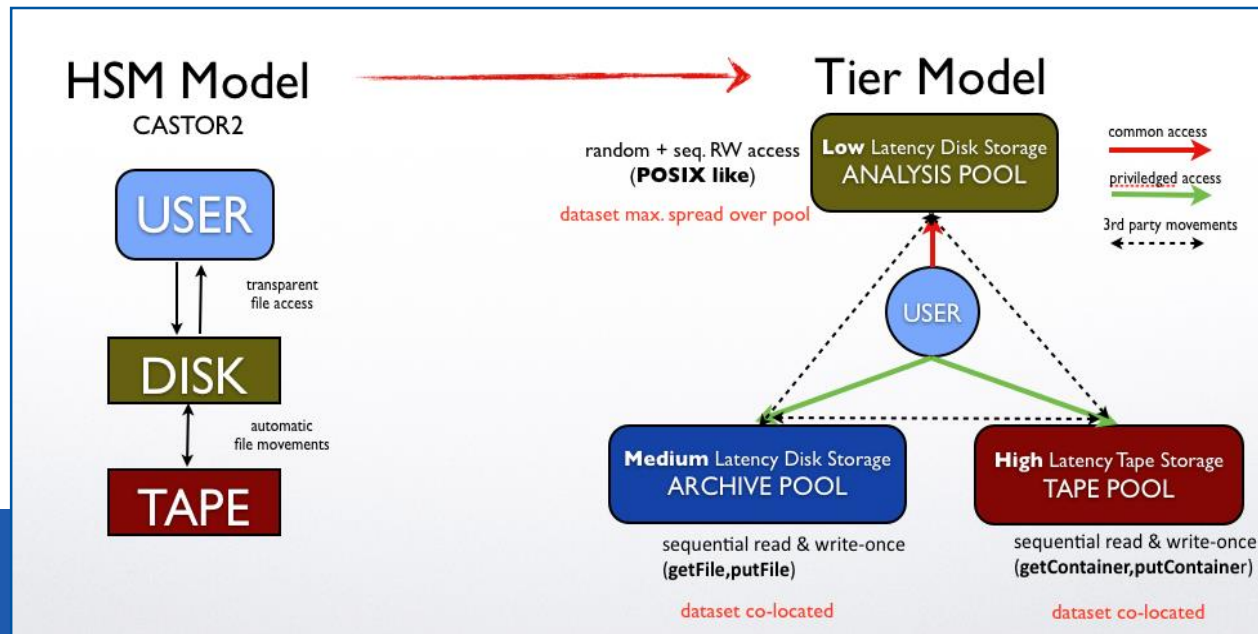 HSM Model
CASTOR2
USER
transparent
file access
DISK
automatic
file movements
TAPE
Tier Model
random + seq. RW access
(POSIX like)
dataset max. spread over pool
Low Latency Disk Storage
ANALYSIS POOL
common access
priviledged access
3rd party movements
USER
Medium Latency Disk Storage
ARCHIVE POOL
sequential read & write-once
(getFile,putFile)
dataset co-located
High Latency Tape Storage
TAPE POOL
sequential read & write-once
(getContainer,putContainer)
dataset co-located